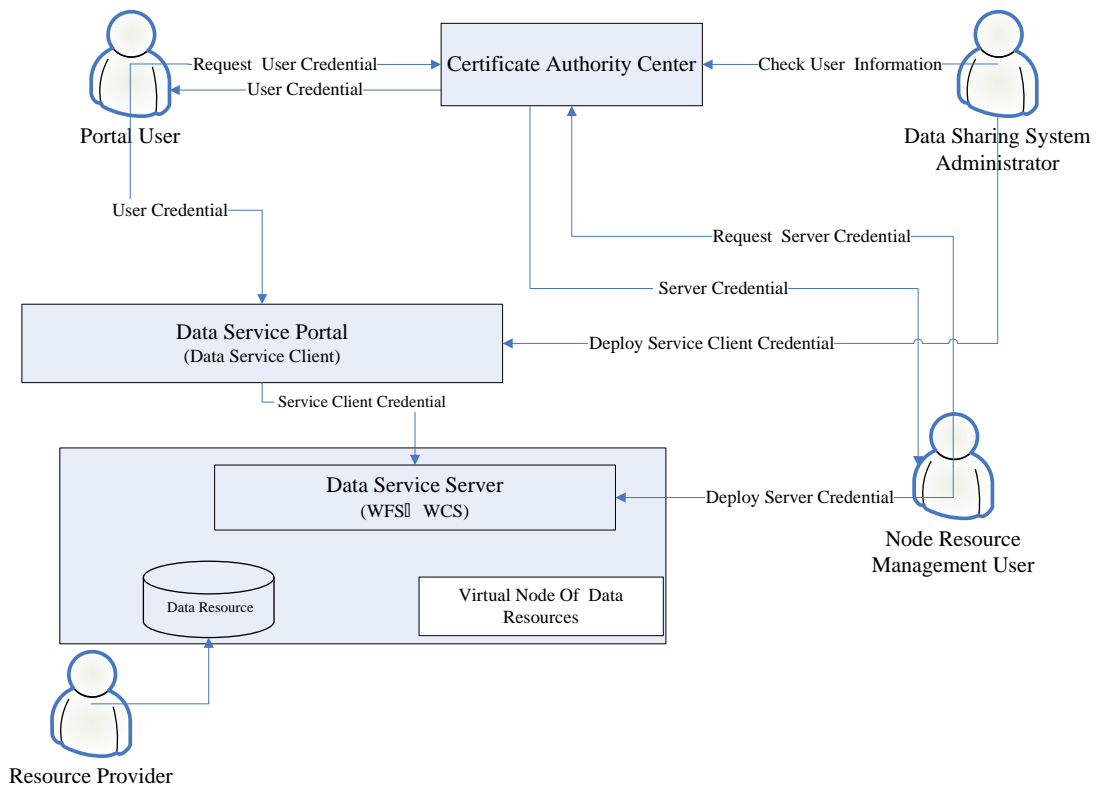 Request User Credential
Certificate Authority Center
Check User Information
User Credential
Portal User
Data Sharing System
Administrator
User Credential
Request Server Credential
Server Credential
Data Service Portal
(Data Service Client)
Deploy Service Client Credential
Service Client Credential
Data Service Server
(WFS▯ WCS)
Deploy Server Credential
Node Resource
Management User
Data Resource
Virtual Node Of Data
Resources
Resource Provider